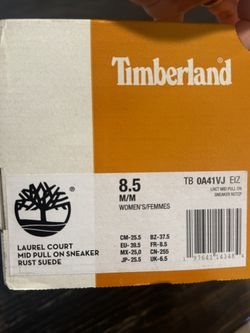 Timberland
TB 0A41VJ EIZ
LACT MID PULL ON
SNEAKER RSTCP
8.5
M/M
WOMEN'S/FEMMES
LAUREL COURT
MID PULL ON SNEAKER
RUST SUEDE
CM-25.5 BZ-37.5
EU-39.5 FR-8.5
MX-25,0 CN-255
JP-25.5 UK-6.5